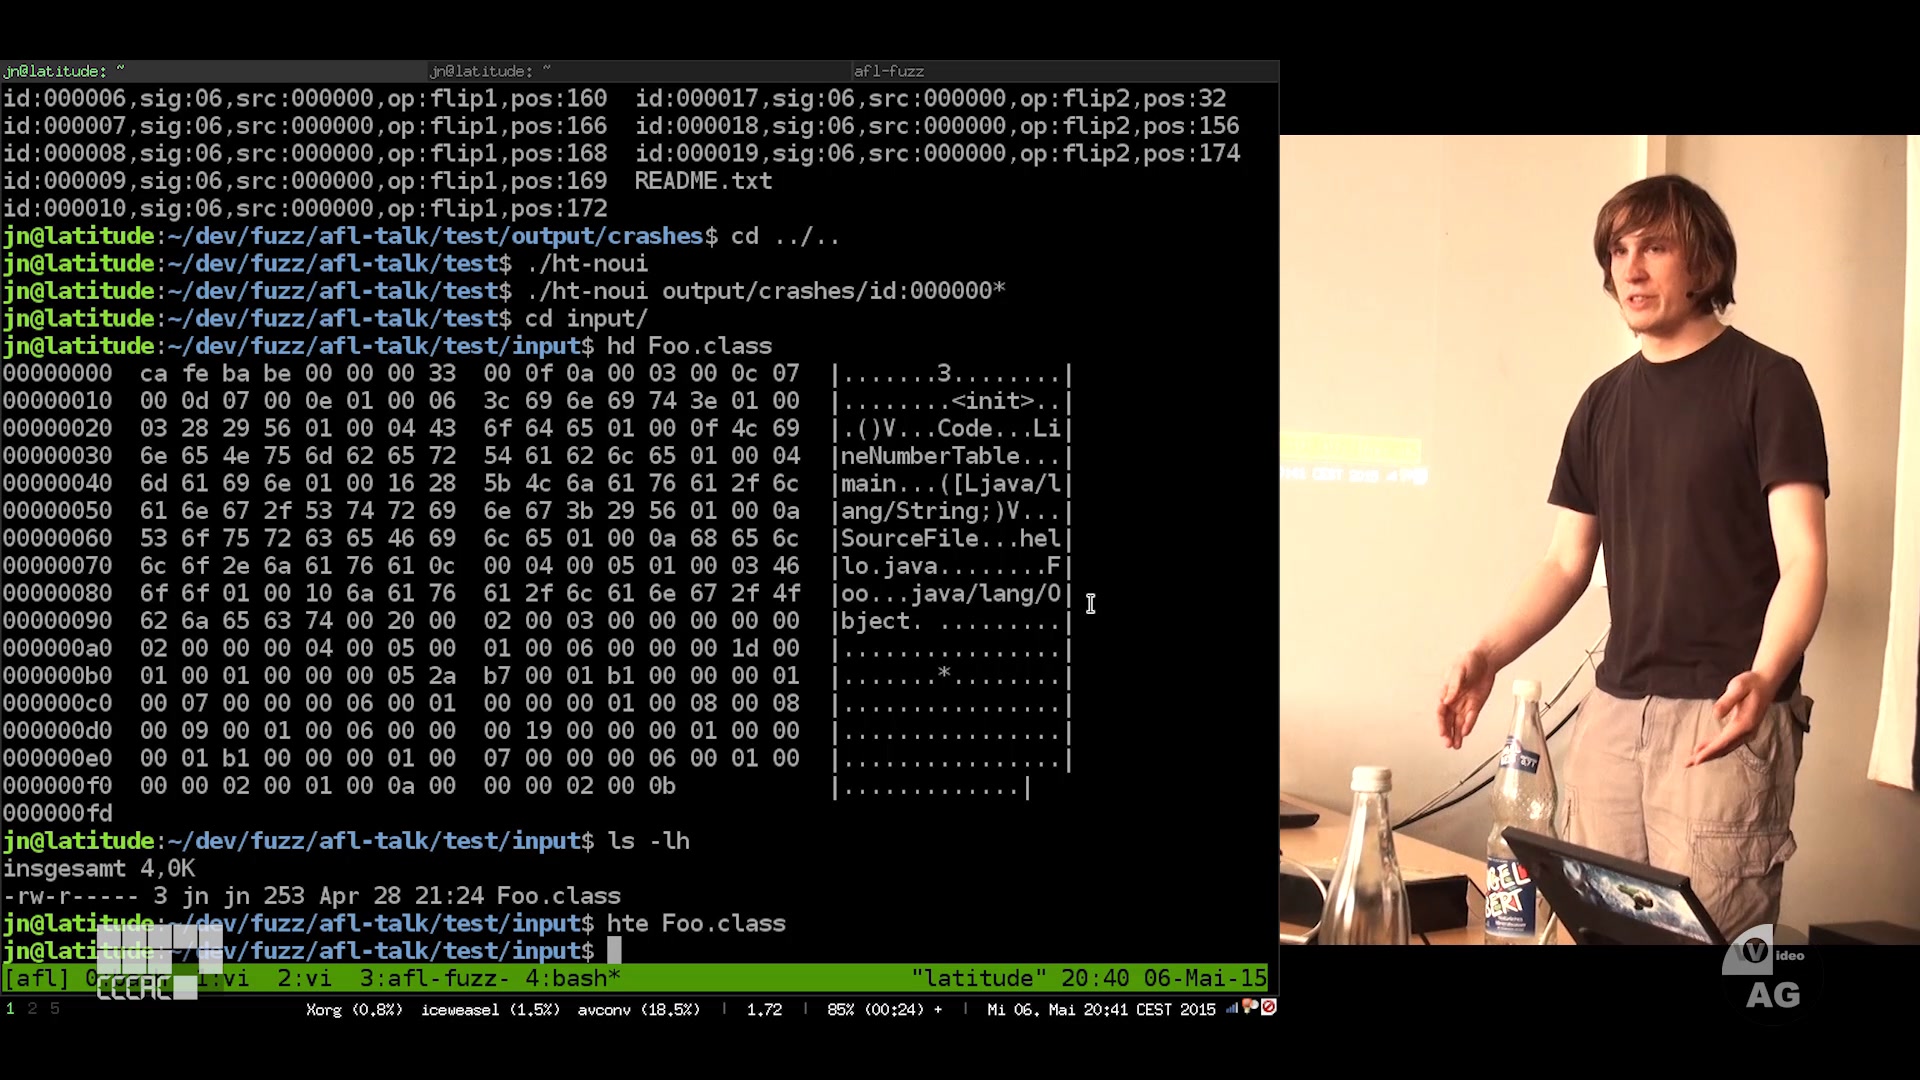 jn@latitude: ~ jn@latitude: ~ afl-fuzz
id:000006,sig:06,src:000000,op:flip1,pos:160 id:000017,sig:06,src:000000,op:flip2,pos:32
id:000007,sig:06,src:000000,op:flip1,pos:166 id:000018,sig:06,src:000000,op:flip2,pos:156
id:000008,sig:06,src:000000,op:flip1,pos:168 id:000019,sig:06,src:000000,op:flip2,pos:174
id:000009,sig:06,src:000000,op:flip1,pos:169 README.txt
id:000010,sig:06,src:000000,op:flip1,pos:172
jn@latitude:~/dev/fuzz/afl-talk/test/output/crashes$ cd ../..
jn@latitude:~/dev/fuzz/afl-talk/test$ ./ht-noui
jn@latitude:~/dev/fuzz/afl-talk/test$ ./ht-noui output/crashes/id:000000*
jn@latitude:~/dev/fuzz/afl-talk/test$ cd input/
jn@latitude:~/dev/fuzz/afl-talk/test/input$ hd Foo.class
00000000 ca fe ba be 00 00 00 33 00 0f 0a 00 03 00 0c 07 |.......3........|
00000010 00 0d 07 00 0e 01 00 06 3c 69 6e 69 74 3e 01 00 |........<init>..|
00000020 03 28 29 56 01 00 04 43 6f 64 65 01 00 0f 4c 69 |.()V...Code...Li|
00000030 6e 65 4e 75 6d 62 65 72 54 61 62 6c 65 01 00 04 |neNumberTable...|
00000040 6d 61 69 6e 01 00 16 28 5b 4c 6a 61 76 61 2f 6c |main...([Ljava/l|
00000050 61 6e 67 2f 53 74 72 69 6e 67 3b 29 56 01 00 0a |ang/String;)V...|
00000060 53 6f 75 72 63 65 46 69 6c 65 01 00 0a 68 65 6c |SourceFile...hel|
00000070 6c 6f 2e 6a 61 76 61 0c 00 04 00 05 01 00 03 46 |lo.java........F|
00000080 6f 6f 01 00 10 6a 61 76 61 2f 6c 61 6e 67 2f 4f |oo...java/lang/O|
00000090 62 6a 65 63 74 00 20 00 02 00 03 00 00 00 00 00 |bject. .........|
000000a0 02 00 00 00 04 00 05 00 01 00 06 00 00 00 1d 00 |................|
000000b0 01 00 01 00 00 00 05 2a b7 00 01 b1 00 00 00 01 |.......*........|
000000c0 00 07 00 00 00 06 00 01 00 00 00 01 00 08 00 08 |................|
000000d0 00 09 00 01 00 06 00 00 00 19 00 00 00 01 00 00 |................|
000000e0 00 01 b1 00 00 00 01 00 07 00 00 00 06 00 01 00 |................|
000000f0 00 00 02 00 01 00 0a 00 00 00 02 00 0b |.............|
000000fd
jn@latitude:~/dev/fuzz/afl-talk/test/input$ ls -lh
insgesamt 4,0K
-rw-r----- 3 jn jn 253 Apr 28 21:24 Foo.class
jn@latitude:~/dev/fuzz/afl-talk/test/input$ hte Foo.class
jn@latitude:~/dev/fuzz/afl-talk/test/input$
[afl] 1:vi 2:vi 3:afl-fuzz- 4:bash* "latitude" 20:40 06-Mai-15
CCCAC
1 2 5 Xorg (0.8%) iceweasel (1.5%) avconv (18.5%) | 1.72 | 85% (00:24) + | Mi 06. Mai 20:41 CEST 2015
CEST 2015
Video
AG